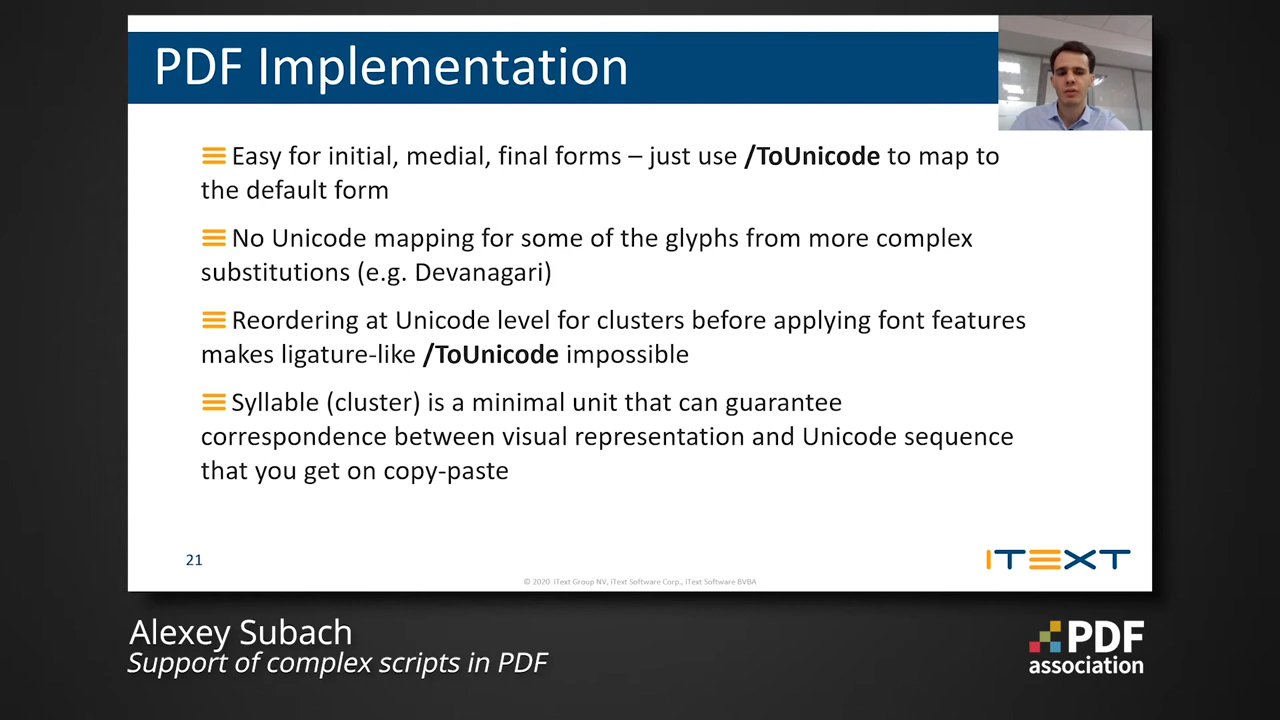 PDF Implementation
Easy for initial, medial, final forms – just use /ToUnicode to map to
the default form
No Unicode mapping for some of the glyphs from more complex
substitutions (e.g. Devanagari)
Reordering at Unicode level for clusters before applying font features
makes ligature-like /ToUnicode impossible
Syllable (cluster) is a minimal unit that can guarantee
correspondence between visual representation and Unicode sequence
that you get on copy-paste
21
ITEXT
© 2020 iText Group NV, iText Software Corp., iText Software BVBA
Alexey Subach
Support of complex scripts in PDF
PDF
association